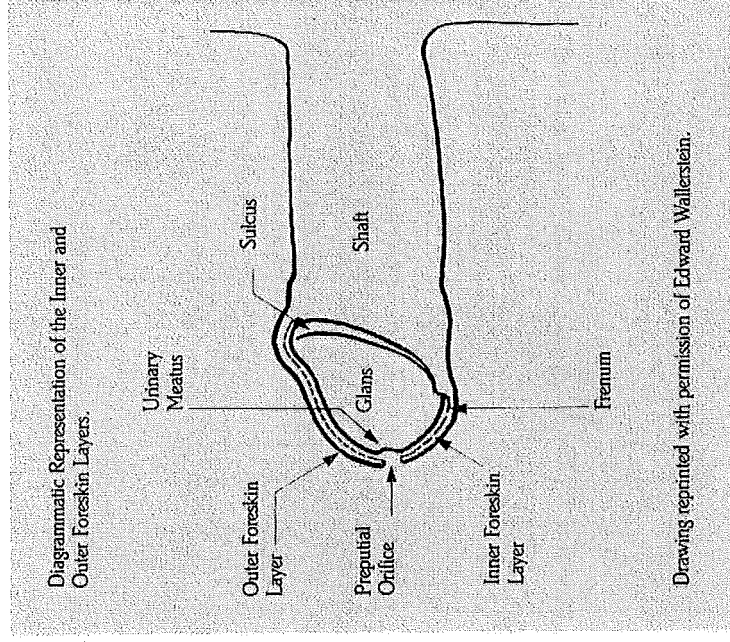 Diagrammatic Representation of the Inner and
Outer Foreskin Layers.
Urinary
Meatus
Sulcus
Outer Foreskin
Layer
Glans
Shaft
Preputial
Orifice
Inner Foreskin
Layer
Frenum
Drawing reprinted with permission of Edward Wallerstein.